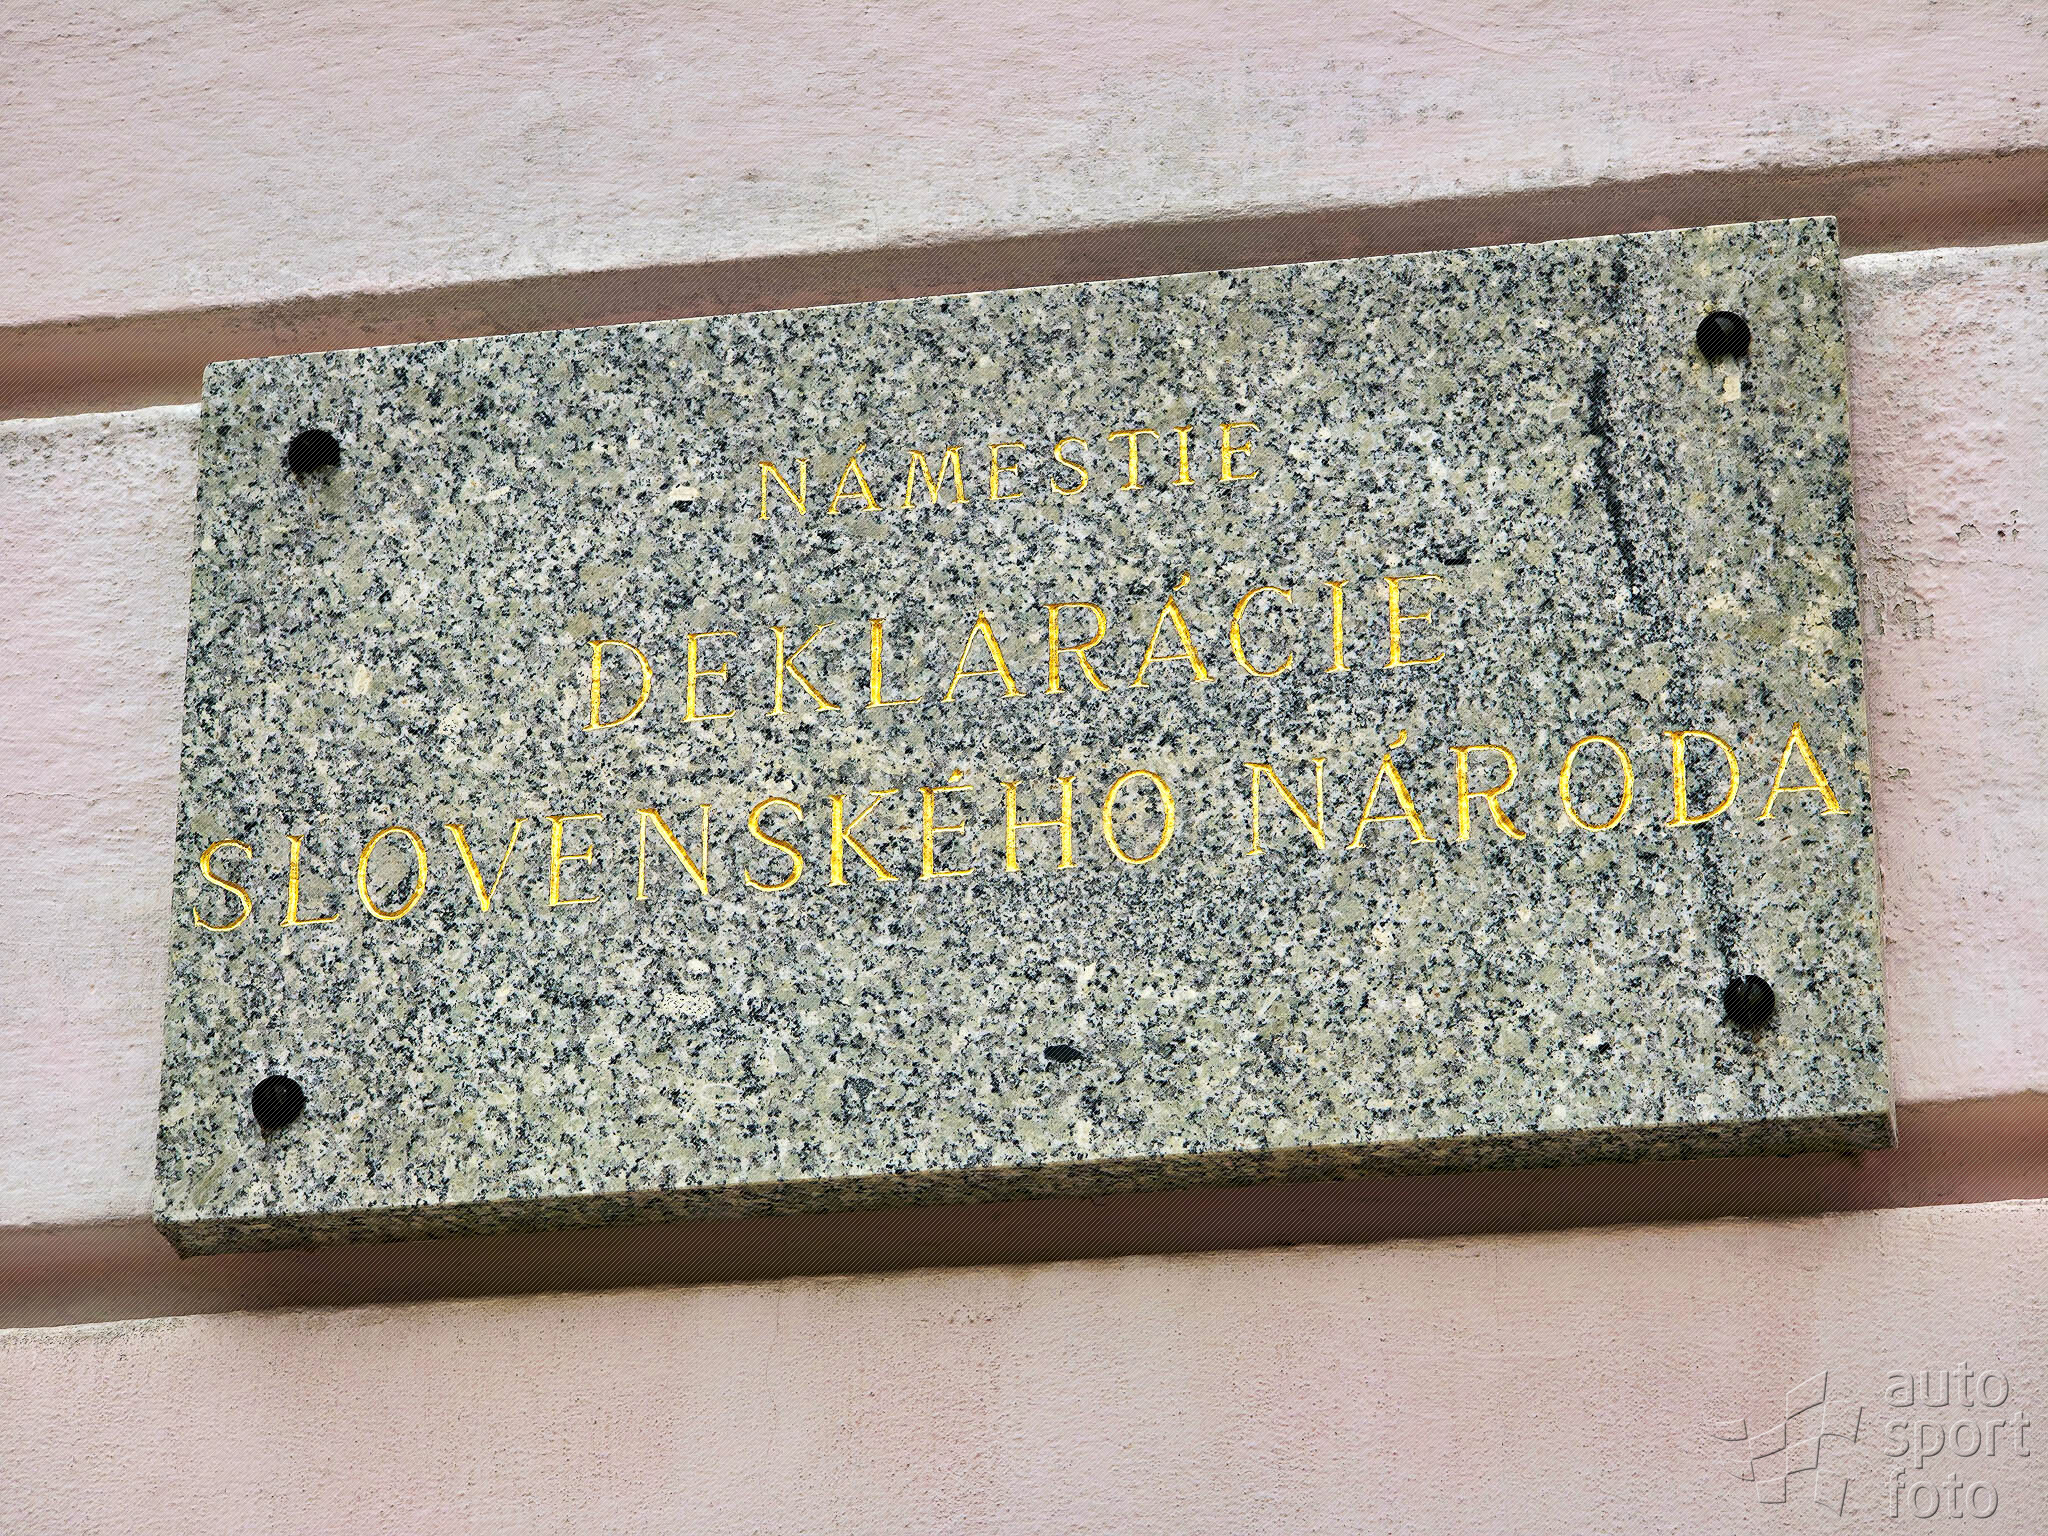 NÁMESTIE
DEKLARÁCIE
SLOVENSKÉHO NÁRODA
auto
sport
foto